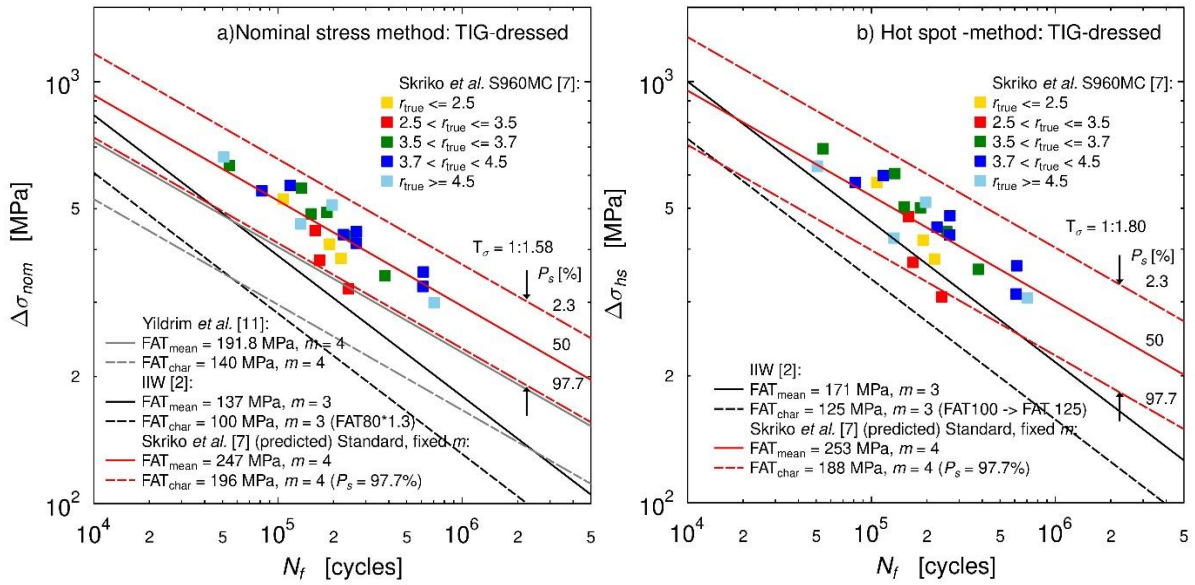 a)Nominal stress method: TIG-dressed
Skriko et al. S960MC [7]:
r_true <= 2.5
2.5 < r_true <= 3.5
3.5 < r_true <= 3.7
3.7 < r_true < 4.5
r_true >= 4.5
T_σ = 1:1.58
P_s [%]
2.3
50
97.7
Yildrim et al. [11]:
FAT_mean = 191.8 MPa, m = 4
FAT_char = 140 MPa, m = 4
IIW [2]:
FAT_mean = 137 MPa, m = 3
FAT_char = 100 MPa, m = 3 (FAT80*1.3)
Skriko et al. [7] (predicted) Standard, fixed m:
FAT_mean = 247 MPa, m = 4
FAT_char = 196 MPa, m = 4 (P_s = 97.7%)
10^3
5
2
10^2
Δσ_nom [MPa]
10^4 2 5 10^5 2 5 10^6 2 5
N_f [cycles]
b) Hot spot -method: TIG-dressed
Skriko et al. S960MC [7]:
r_true <= 2.5
2.5 < r_true <= 3.5
3.5 < r_true <= 3.7
3.7 < r_true < 4.5
r_true >= 4.5
T_σ = 1:1.80
P_s [%]
2.3
50
97.7
IIW [2]:
FAT_mean = 171 MPa, m = 3
FAT_char = 125 MPa, m = 3 (FAT100 -> FAT 125)
Skriko et al. [7] (predicted) Standard, fixed m:
FAT_mean = 253 MPa, m = 4
FAT_char = 188 MPa, m = 4 (P_s = 97.7%)
10^3
5
2
10^2
Δσ_hs [MPa]
10^4 2 5 10^5 2 5 10^6 2 5
N_f [cycles]